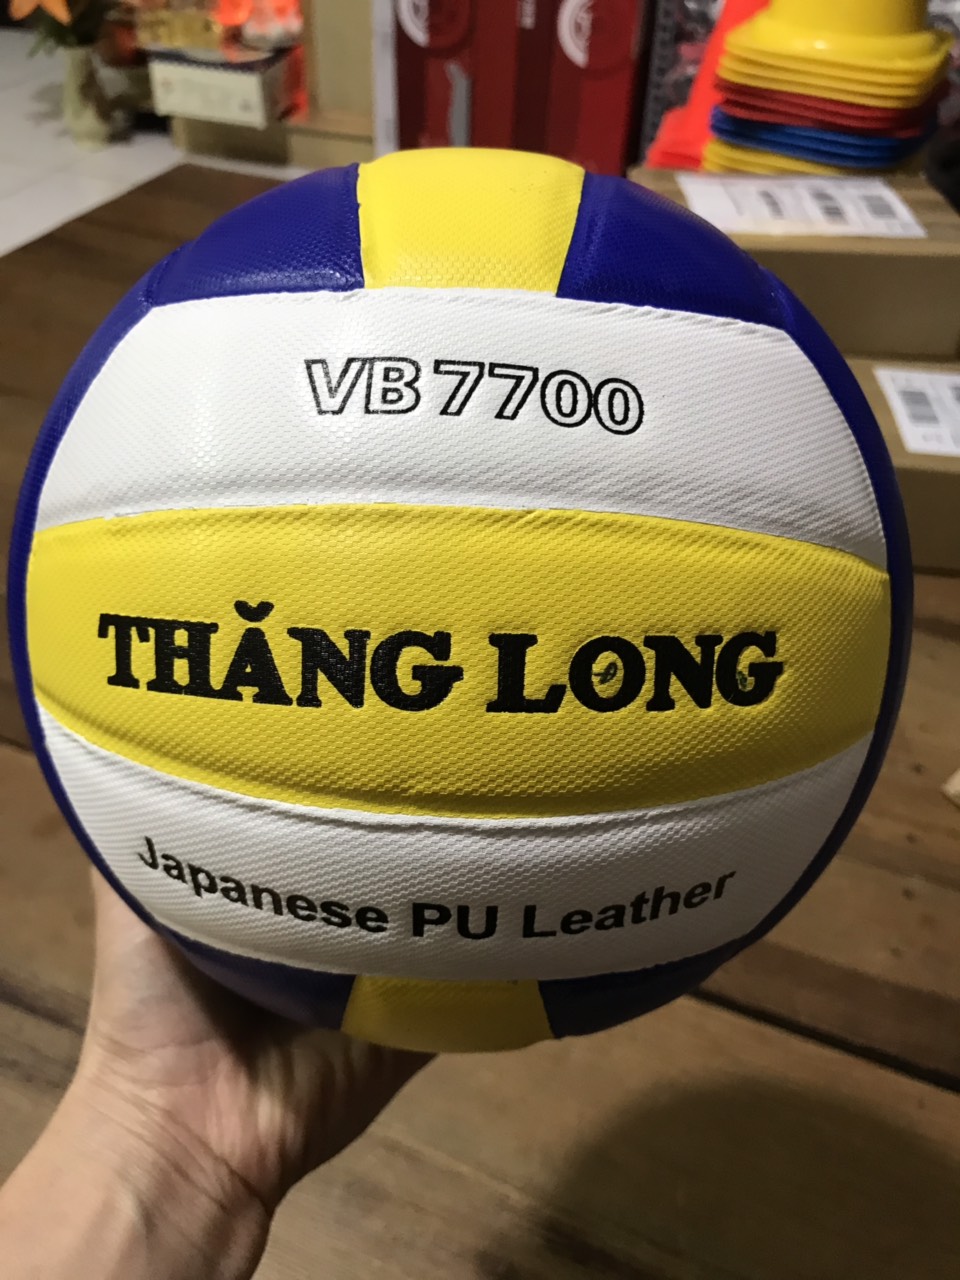 VB 7700
THĂNG LONG
Japanese PU Leather